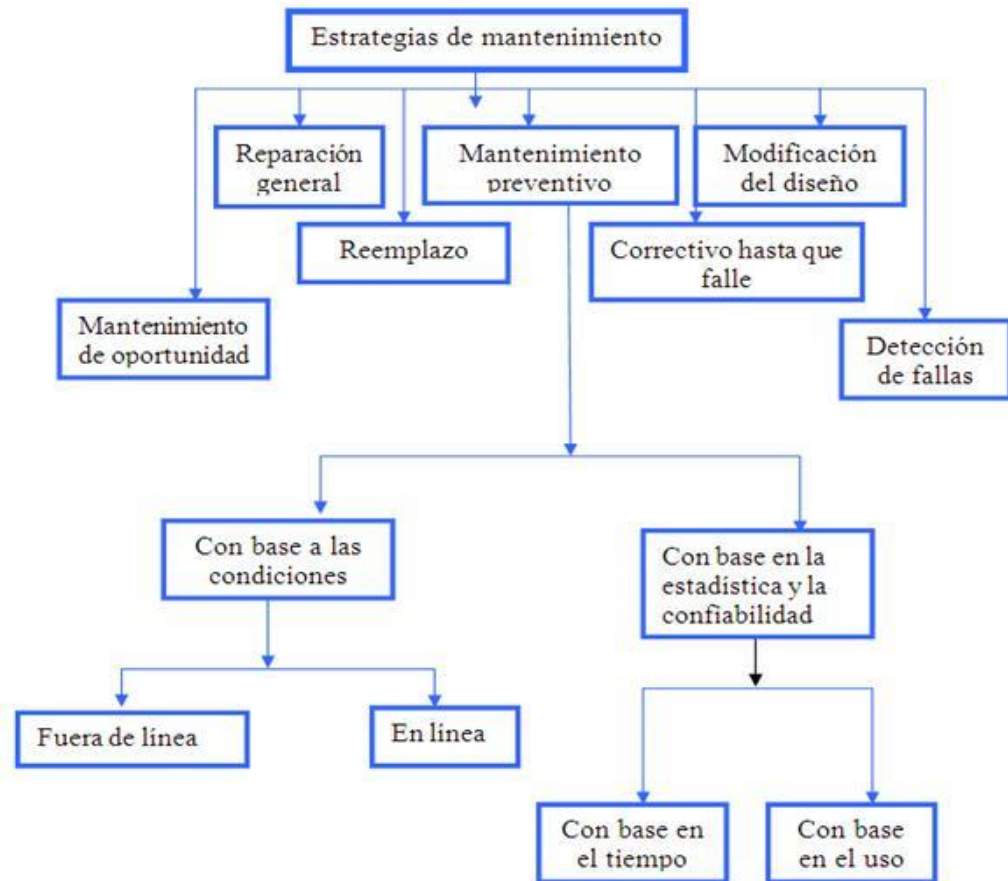 Estrategias de mantenimiento
Reparación
general
Mantenimiento
preventivo
Modificación
del diseño
Reemplazo
Correctivo hasta que
falle
Mantenimiento
de oportunidad
Detección
de fallas
Con base a las
condiciones
Con base en la
estadística y la
confiabilidad
Fuera de línea
En línea
Con base en
el tiempo
Con base
en el uso